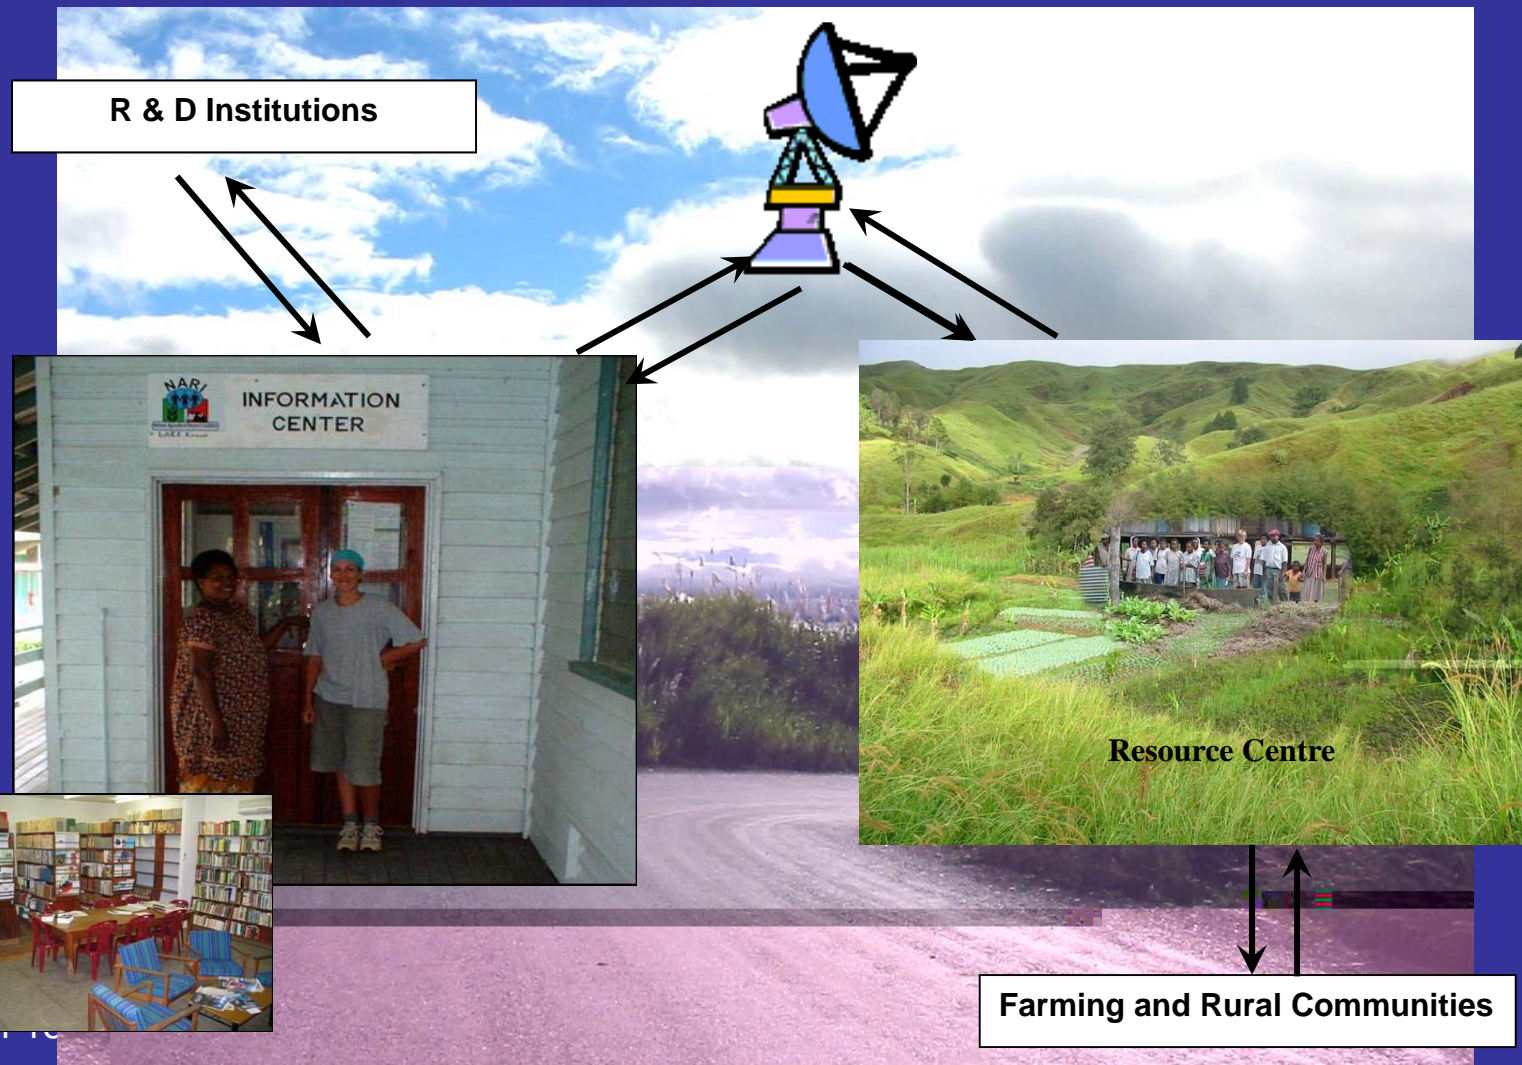 R & D Institutions
NARI
INFORMATION
CENTER
Resource Centre
Farming and Rural Communities